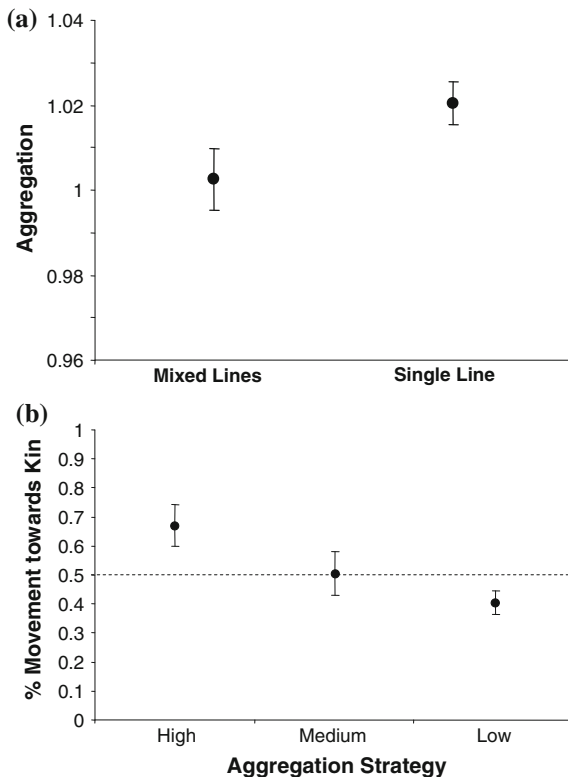 (a)
Aggregation
1.04
1.02
1
0.98
0.96
Mixed Lines
Single Line
(b)
% Movement towards Kin
1
0.9
0.8
0.7
0.6
0.5
0.4
0.3
0.2
0.1
0
High
Medium
Low
Aggregation Strategy